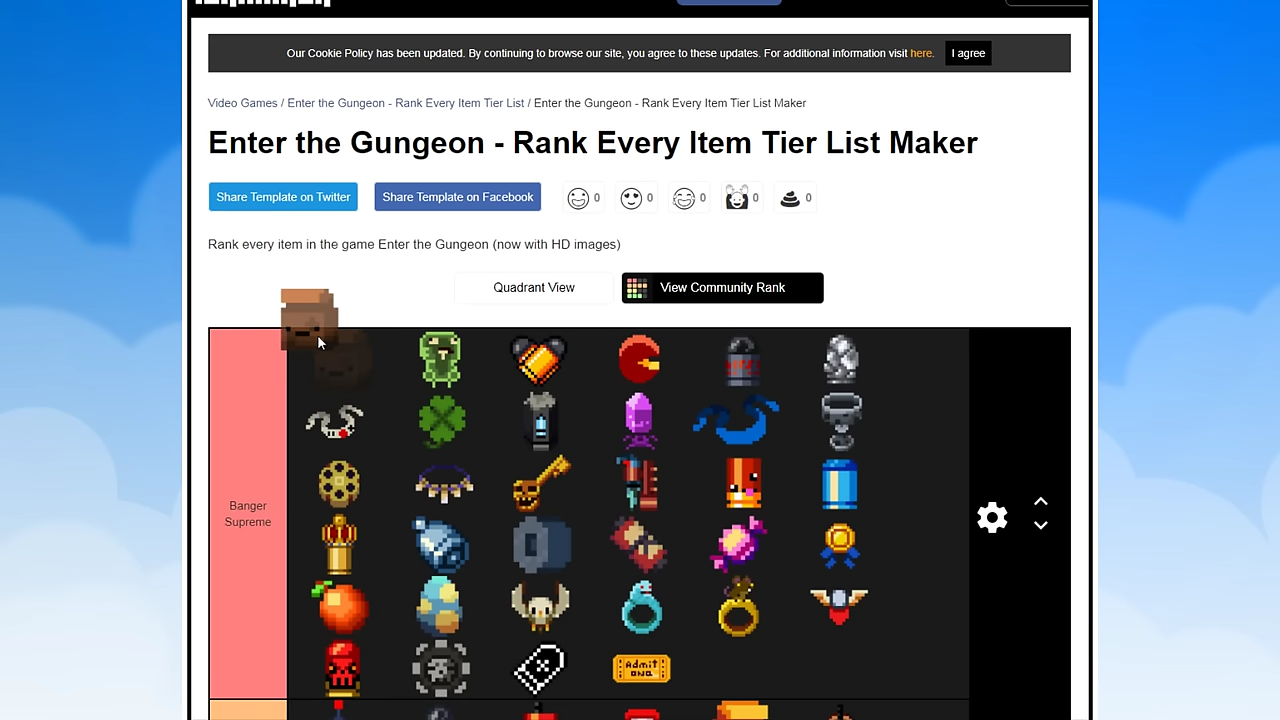 Our Cookie Policy has been updated. By continuing to browse our site, you agree to these updates. For additional information visit here. I agree
Video Games / Enter the Gungeon - Rank Every Item Tier List / Enter the Gungeon - Rank Every Item Tier List Maker
Enter the Gungeon - Rank Every Item Tier List Maker
Share Template on Twitter Share Template on Facebook 0 0 0 0 0
Rank every item in the game Enter the Gungeon (now with HD images)
Quadrant View View Community Rank
Banger
Supreme
Admit
One